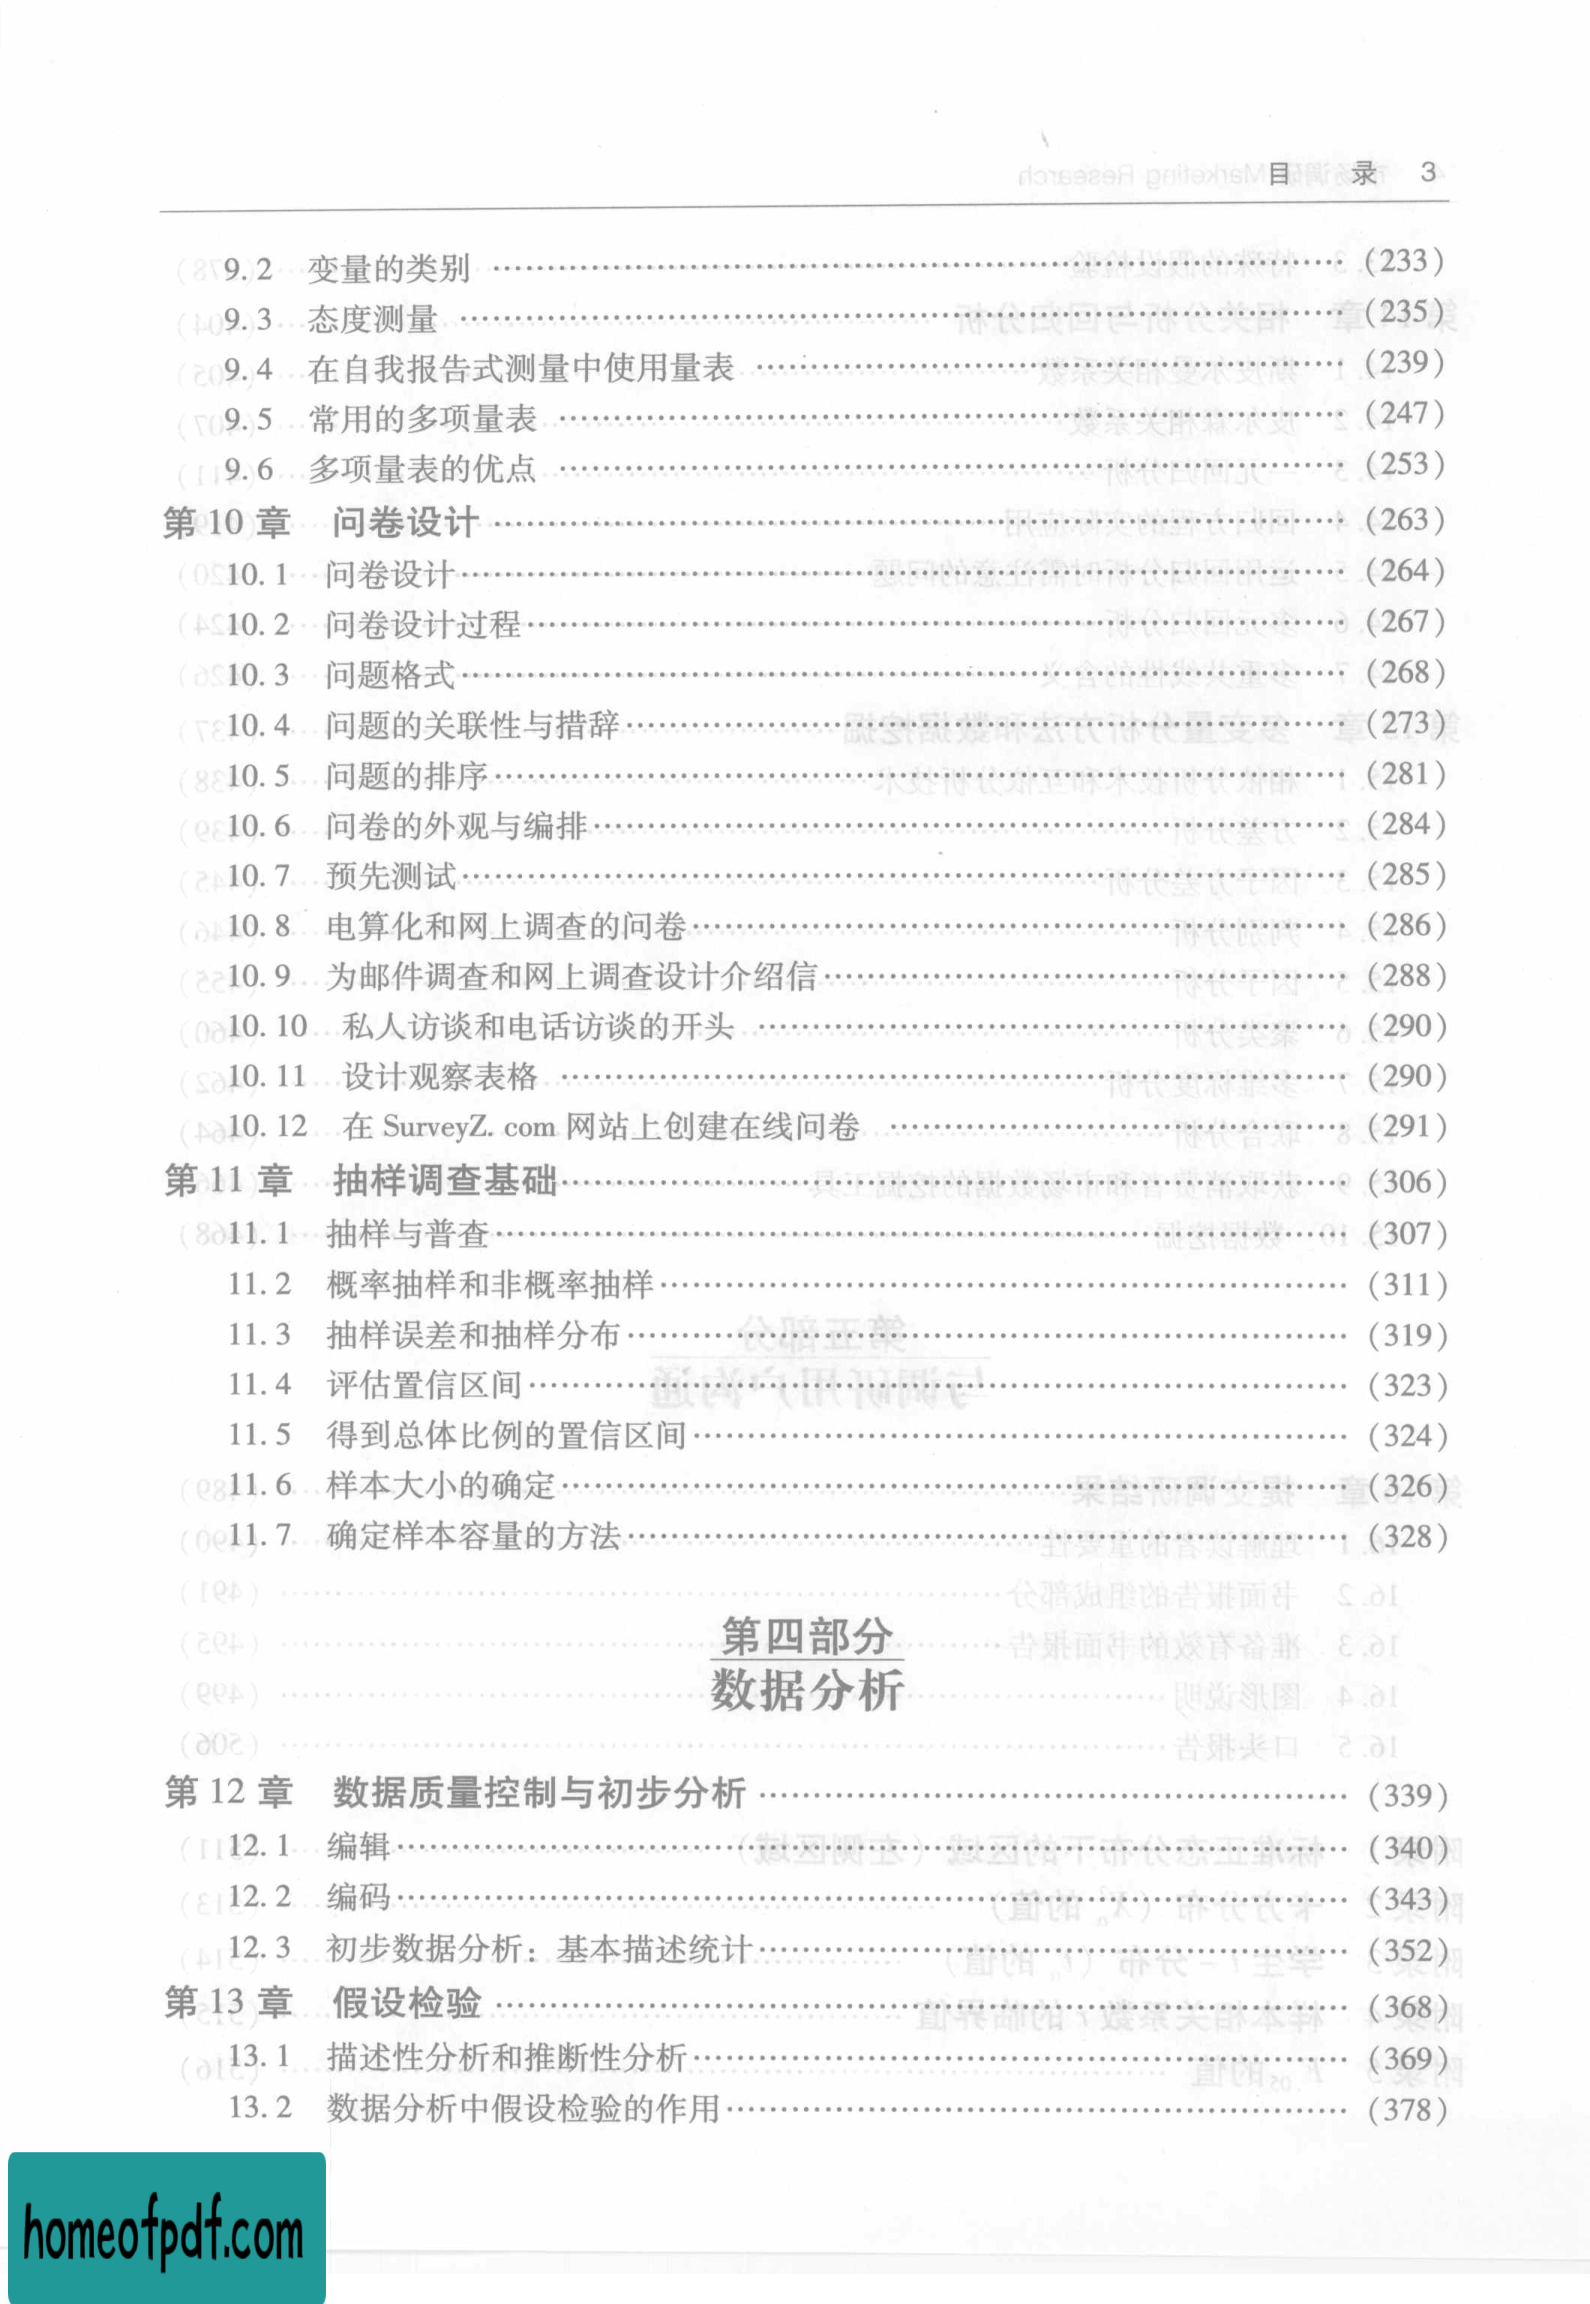 目 录 3
9.2 变量的类别 ……………………………………………… (233)
9.3 态度测量 ……………………………………………… (235)
9.4 在自我报告式测量中使用量表 ……………………………… (239)
9.5 常用的多项量表 ……………………………………………… (247)
9.6 多项量表的优点 ……………………………………………… (253)
第10章 问卷设计 ……………………………………………… (263)
10.1 问卷设计 ……………………………………………… (264)
10.2 问卷设计过程 ……………………………………………… (267)
10.3 问题格式 ……………………………………………… (268)
10.4 问题的关联性与措辞 ……………………………………… (273)
10.5 问题的排序 ……………………………………………… (281)
10.6 问卷的外观与编排 ……………………………………… (284)
10.7 预先测试 ……………………………………………… (285)
10.8 电算化和网上调查的问卷 ……………………………… (286)
10.9 为邮件调查和网上调查设计介绍信 ……………………… (288)
10.10 私人访谈和电话访谈的开头 ……………………………… (290)
10.11 设计观察表格 ……………………………………………… (290)
10.12 在 SurveyZ.com 网站上创建在线问卷 ……………………… (291)
第11章 抽样调查基础 ……………………………………… (306)
11.1 抽样与普查 ……………………………………………… (307)
11.2 概率抽样和非概率抽样 ……………………………………… (311)
11.3 抽样误差和抽样分布 ……………………………………… (319)
11.4 评估置信区间 ……………………………………………… (323)
11.5 得到总体比例的置信区间 ……………………………… (324)
11.6 样本大小的确定 ……………………………………………… (326)
11.7 确定样本容量的方法 ……………………………………… (328)
第四部分
数据分析
第12章 数据质量控制与初步分析 ……………………………… (339)
12.1 编辑 ……………………………………………… (340)
12.2 编码 ……………………………………………… (343)
12.3 初步数据分析：基本描述统计 ……………………………… (352)
第13章 假设检验 ……………………………………………… (368)
13.1 描述性分析和推断性分析 ……………………………… (369)
13.2 数据分析中假设检验的作用 ……………………………… (378)
homeofpdf.com